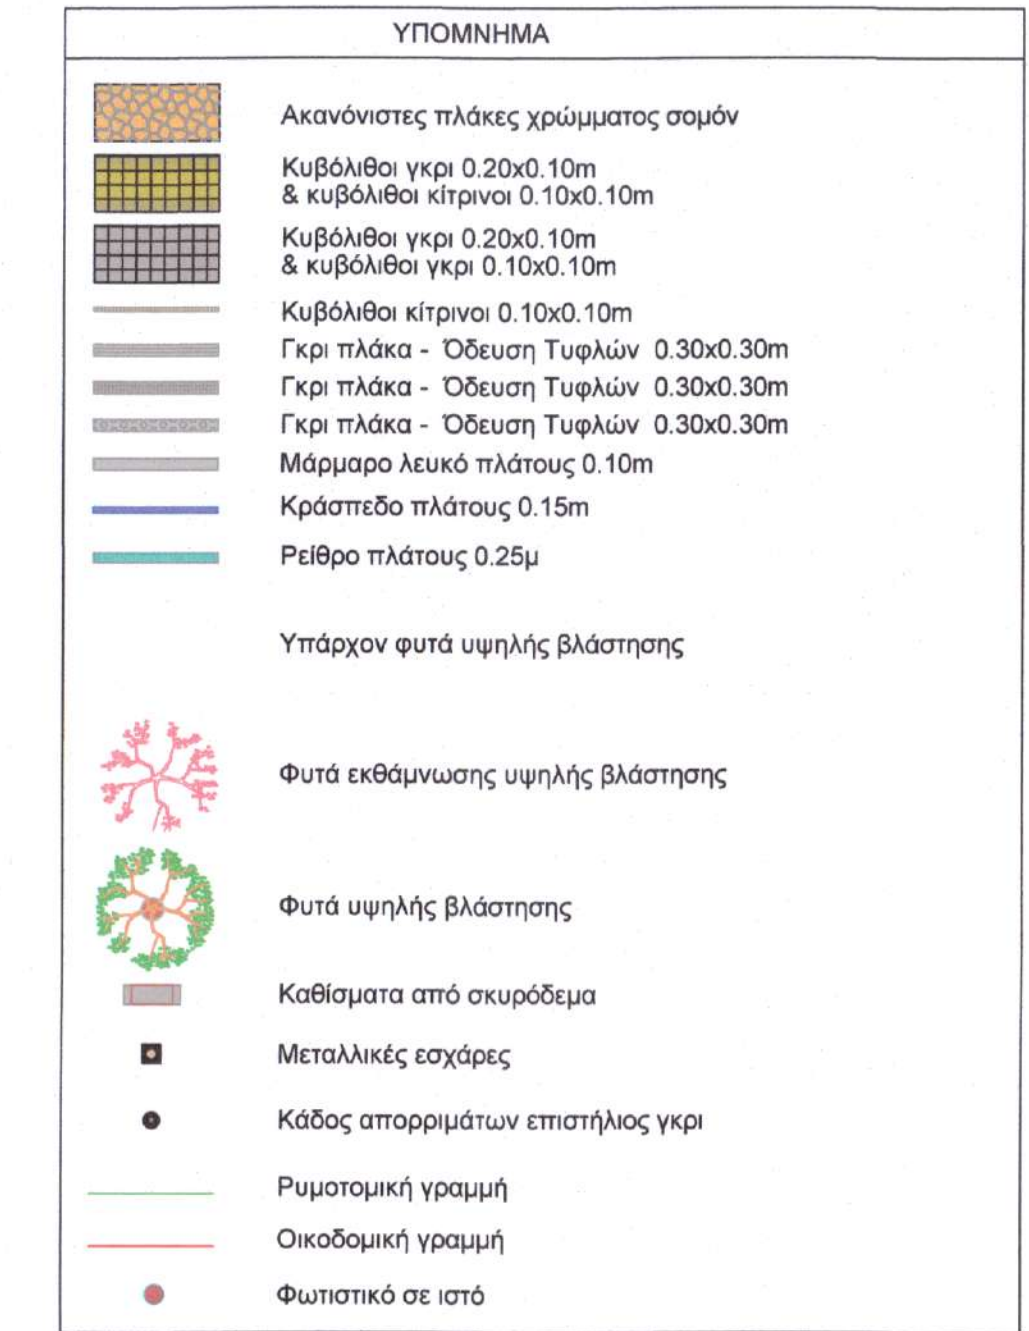 ΥΠΟΜΝΗΜΑ
Ακανόνιστες πλάκες χρώμματος σομόν
Κυβόλιθοι γκρι 0.20x0.10m
& κυβόλιθοι κίτρινοι 0.10x0.10m
Κυβόλιθοι γκρι 0.20x0.10m
& κυβόλιθοι γκρι 0.10x0.10m
Κυβόλιθοι κίτρινοι 0.10x0.10m
Γκρι πλάκα - Όδευση Τυφλών 0.30x0.30m
Γκρι πλάκα - Όδευση Τυφλών 0.30x0.30m
Γκρι πλάκα - Όδευση Τυφλών 0.30x0.30m
Μάρμαρο λευκό πλάτους 0.10m
Κράσπεδο πλάτους 0.15m
Ρείθρο πλάτους 0.25μ
Υπάρχον φυτά υψηλής βλάστησης
Φυτά εκθάμνωσης υψηλής βλάστησης
Φυτά υψηλής βλάστησης
Καθίσματα από σκυρόδεμα
Μεταλλικές εσχάρες
Κάδος απορριμάτων επιστήλιος γκρι
Ρυμοτομική γραμμή
Οικοδομική γραμμή
Φωτιστικό σε ιστό